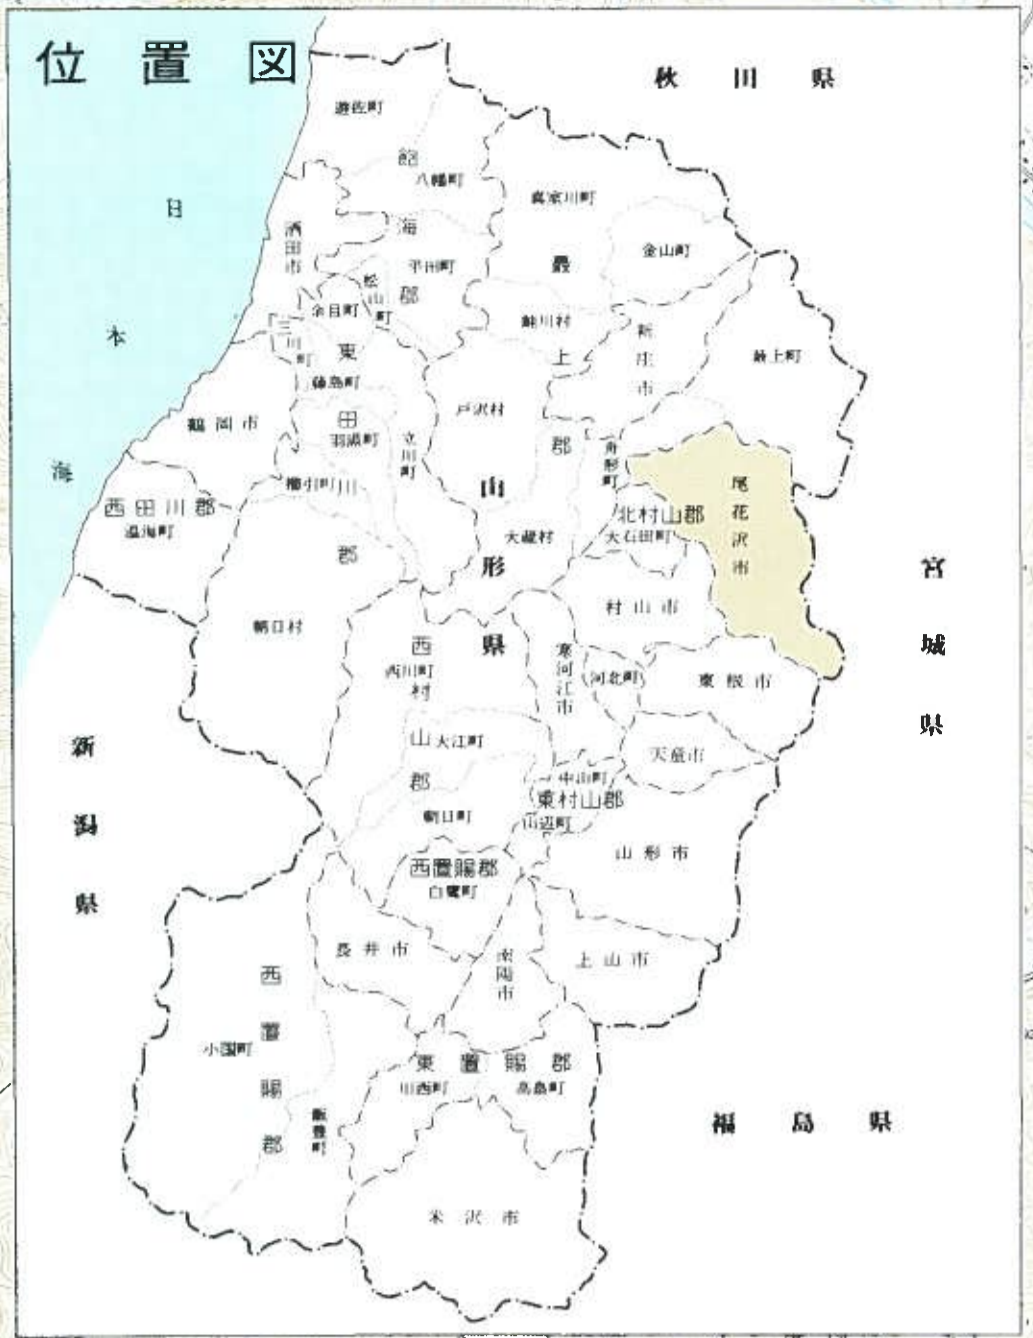 位置図
秋田県
遊佐町
飽海郡
八幡町
真室川町
日本海
酒田市
金山町
最上郡
平田町
松山町
余目町
鮭川村
新庄市
三川町
東田川郡
最上町
藤島町
戸沢村
鶴岡市
羽黒町
立川町
舟形町
尾花沢市
櫛引町
西田川郡
温海町
北村山郡
大石田町
山形県
大蔵村
宮城県
村山市
朝日村
西村山郡
西川町
寒河江市
河北町
東根市
新潟県
大江町
天童市
中山町
東村山郡
朝日町
山辺町
山形市
西置賜郡
白鷹町
長井市
南陽市
上山市
西置賜郡
小国町
東置賜郡
川西町
高畠町
飯豊町
福島県
米沢市